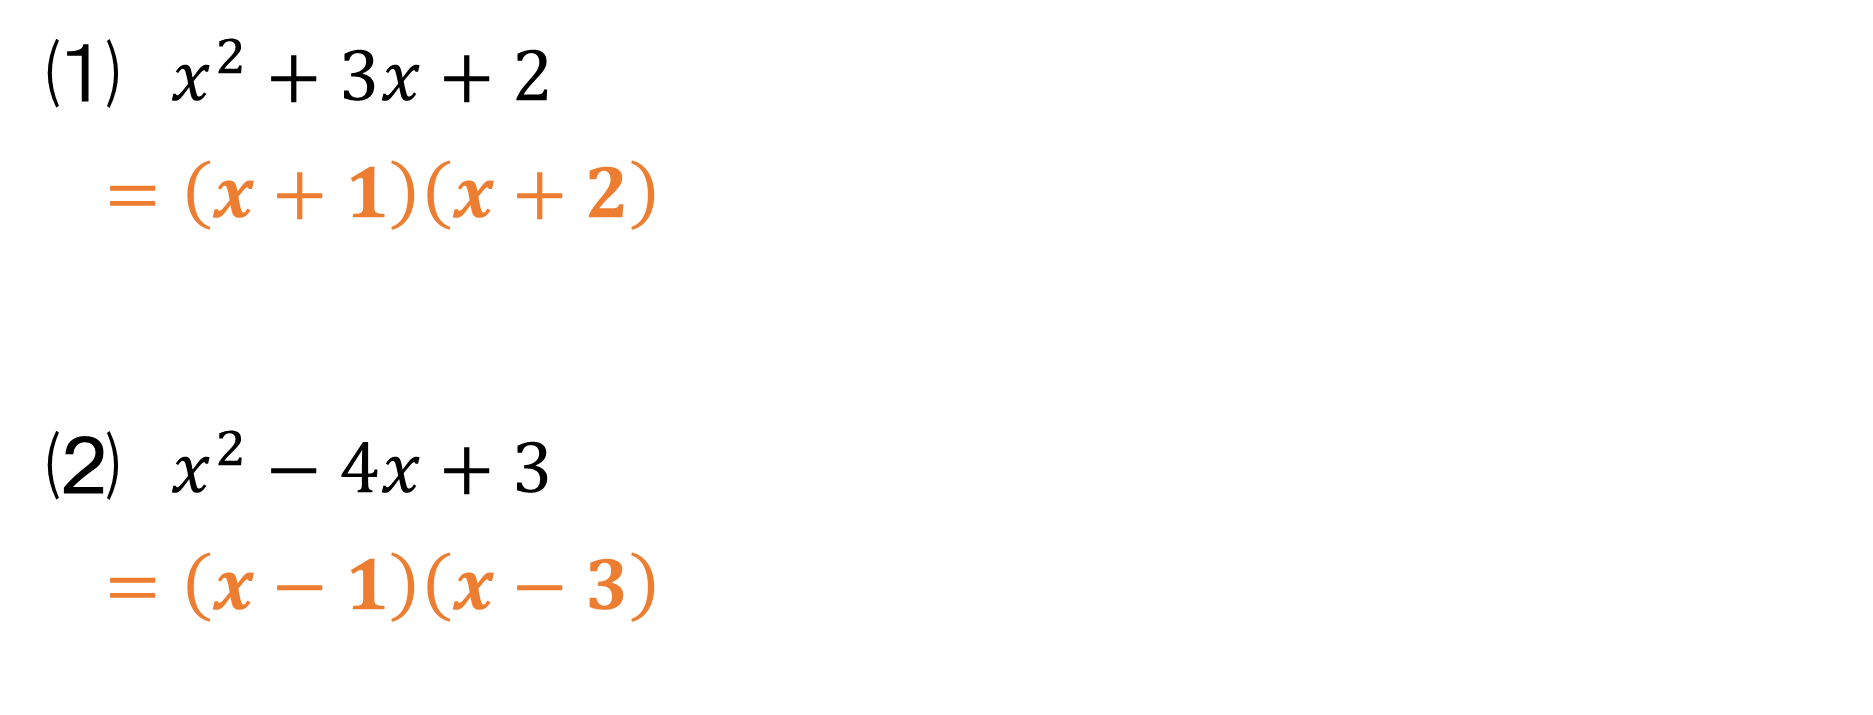 (1) x² + 3x + 2
= (x + 1)(x + 2)
(2) x² − 4x + 3
= (x − 1)(x − 3)